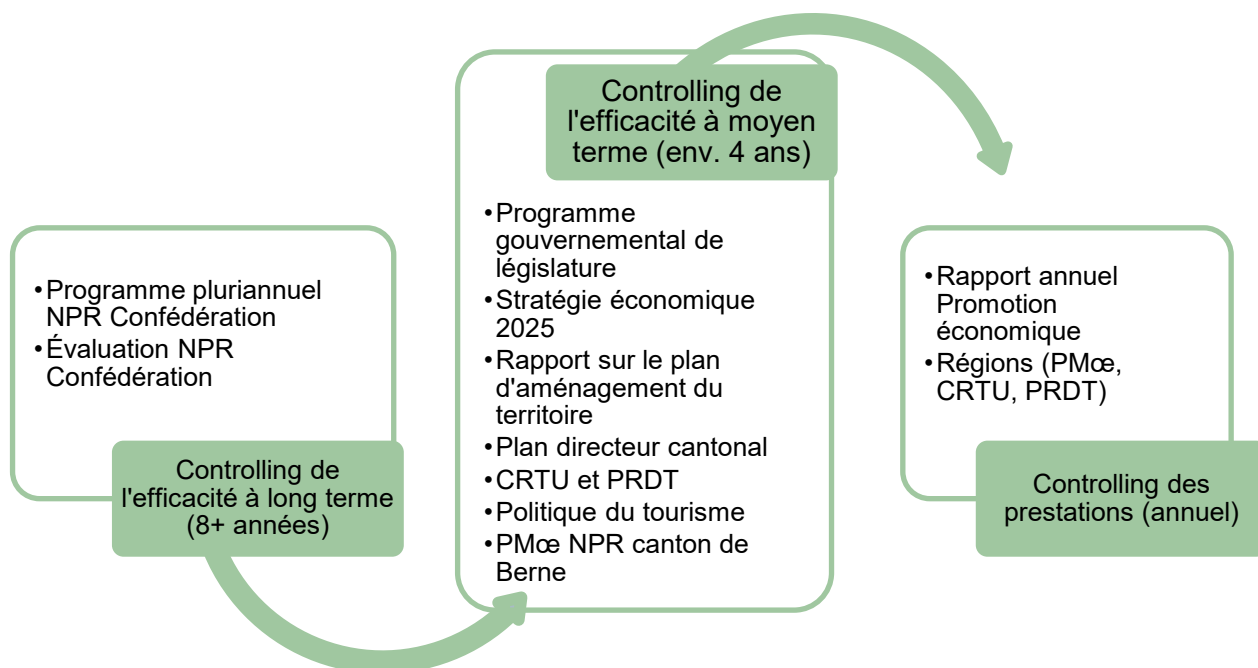 •Programme pluriannuel
NPR Confédération
•Évaluation NPR
Confédération
Controlling de
l'efficacité à long terme
(8+ années)
Controlling de
l'efficacité à moyen
terme (env. 4 ans)
•Programme
gouvernemental de
législature
•Stratégie économique
2025
•Rapport sur le plan
d'aménagement du
territoire
•Plan directeur cantonal
•CRTU et PRDT
•Politique du tourisme
•PMœ NPR canton de
Berne
•Rapport annuel
Promotion
économique
•Régions (PMœ,
CRTU, PRDT)
Controlling des
prestations (annuel)